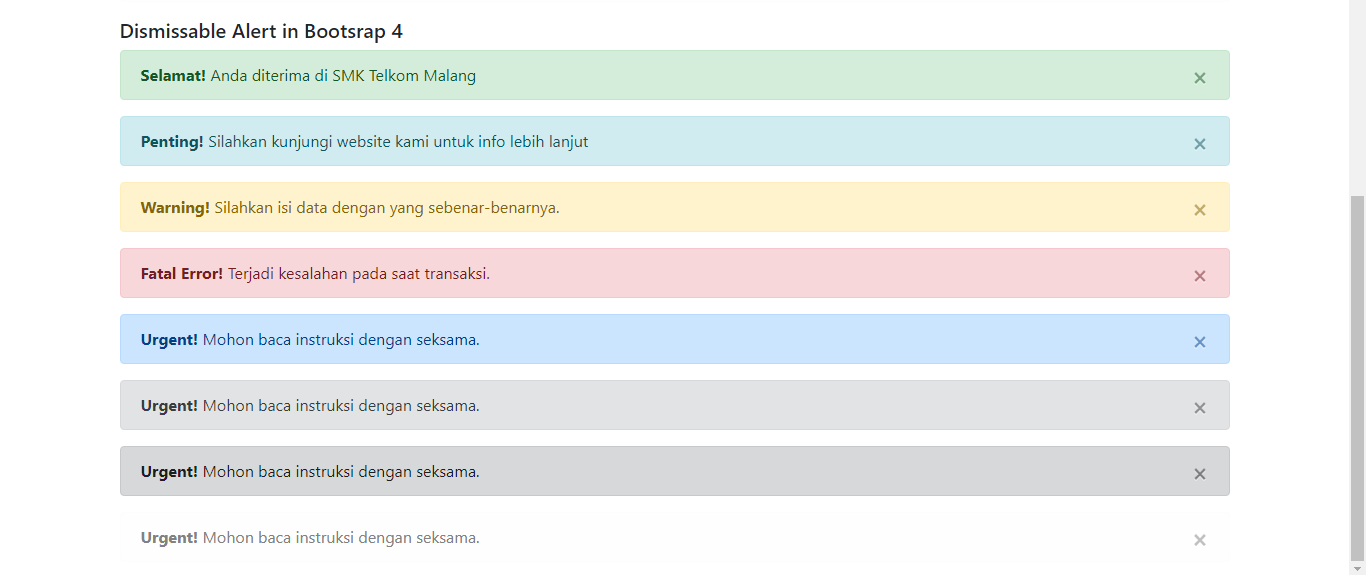 Dismissable Alert in Bootsrap 4
Selamat! Anda diterima di SMK Telkom Malang ×
Penting! Silahkan kunjungi website kami untuk info lebih lanjut ×
Warning! Silahkan isi data dengan yang sebenar-benarnya. ×
Fatal Error! Terjadi kesalahan pada saat transaksi. ×
Urgent! Mohon baca instruksi dengan seksama. ×
Urgent! Mohon baca instruksi dengan seksama. ×
Urgent! Mohon baca instruksi dengan seksama. ×
Urgent! Mohon baca instruksi dengan seksama. ×